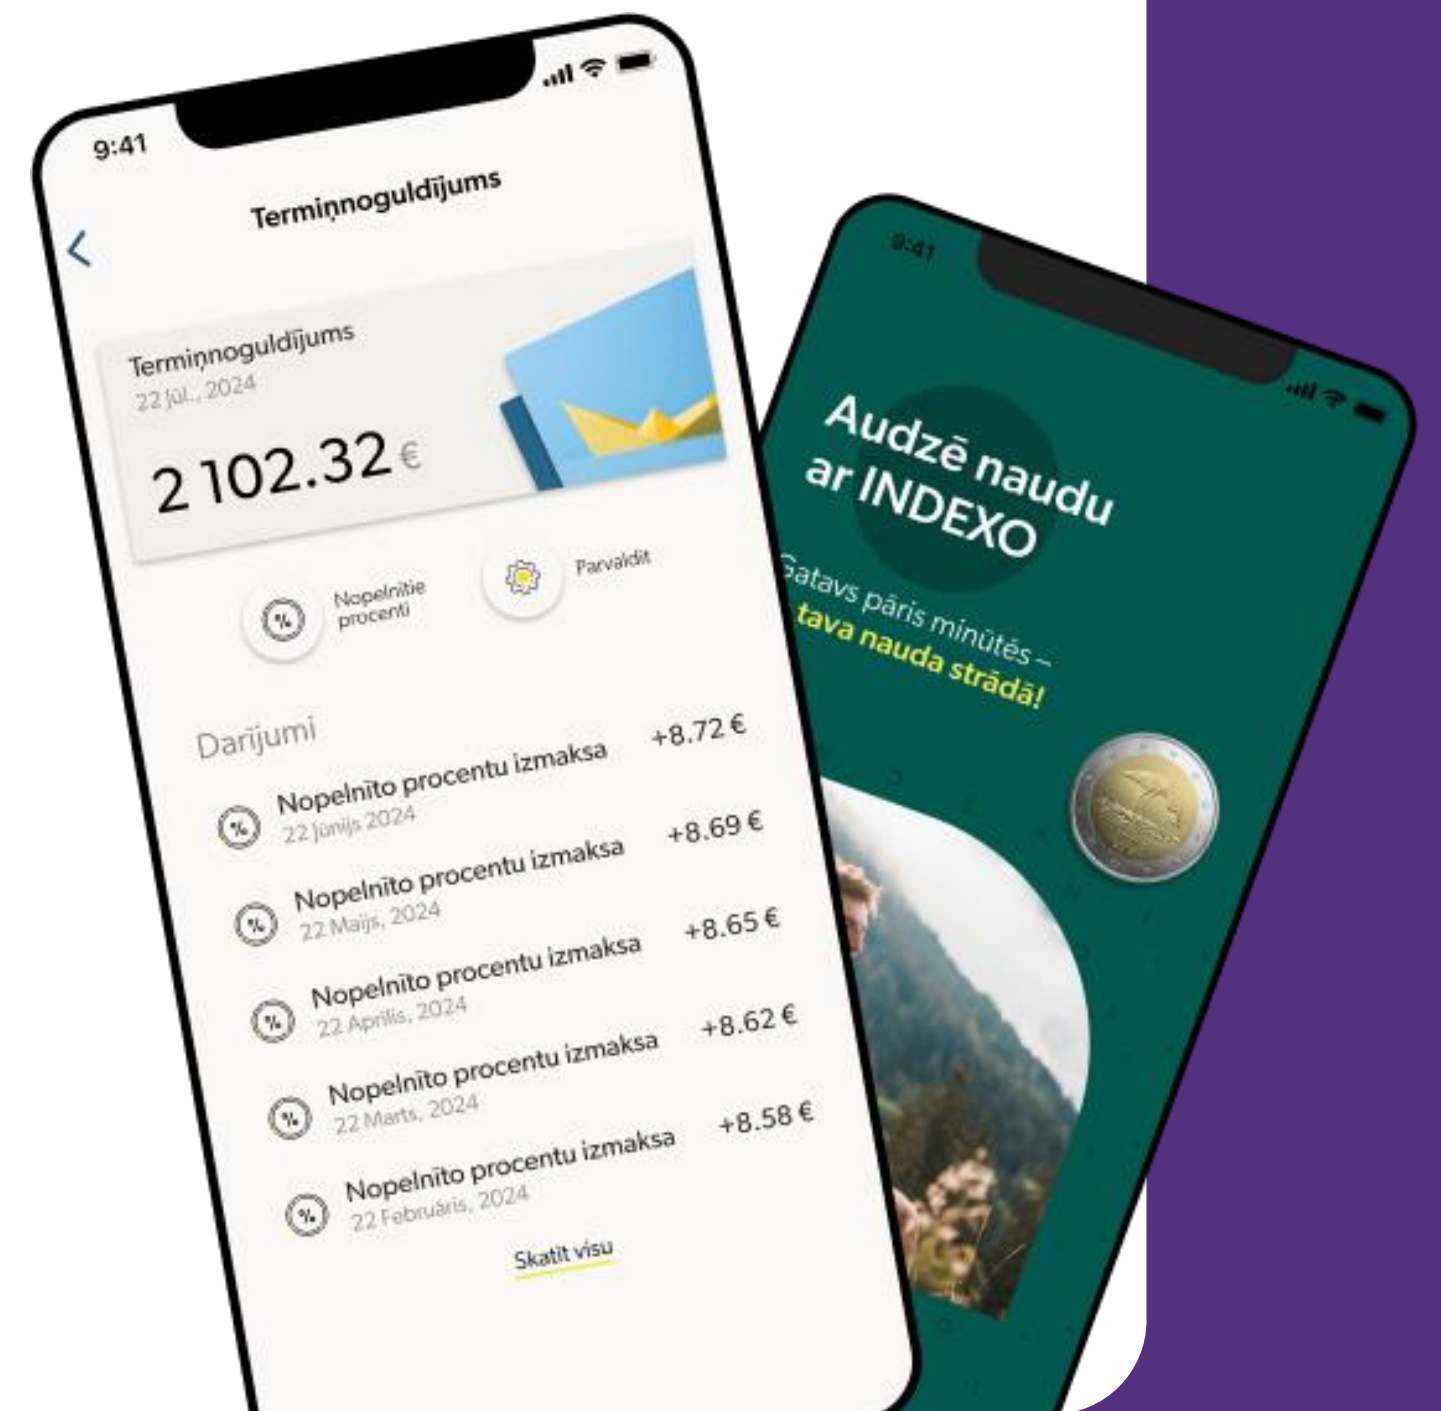 9:41
Termiņnoguldījums
Termiņnoguldījums
22 Jūl., 2024
2 102.32 €
Nopelnītie
procenti
Parvaldīt
Darījumi
Nopelnīto procentu izmaksa +8.72 €
22 Jūnijs 2024
Nopelnīto procentu izmaksa +8.69 €
22 Maijs, 2024
Nopelnīto procentu izmaksa +8.65 €
22 Aprīlis, 2024
Nopelnīto procentu izmaksa +8.62 €
22 Marts, 2024
Nopelnīto procentu izmaksa +8.58 €
22 Februāris, 2024
Skatīt visu
9:41
Audzē naudu
ar INDEXO
Gatavs pāris minūtēs –
tava nauda strādā!